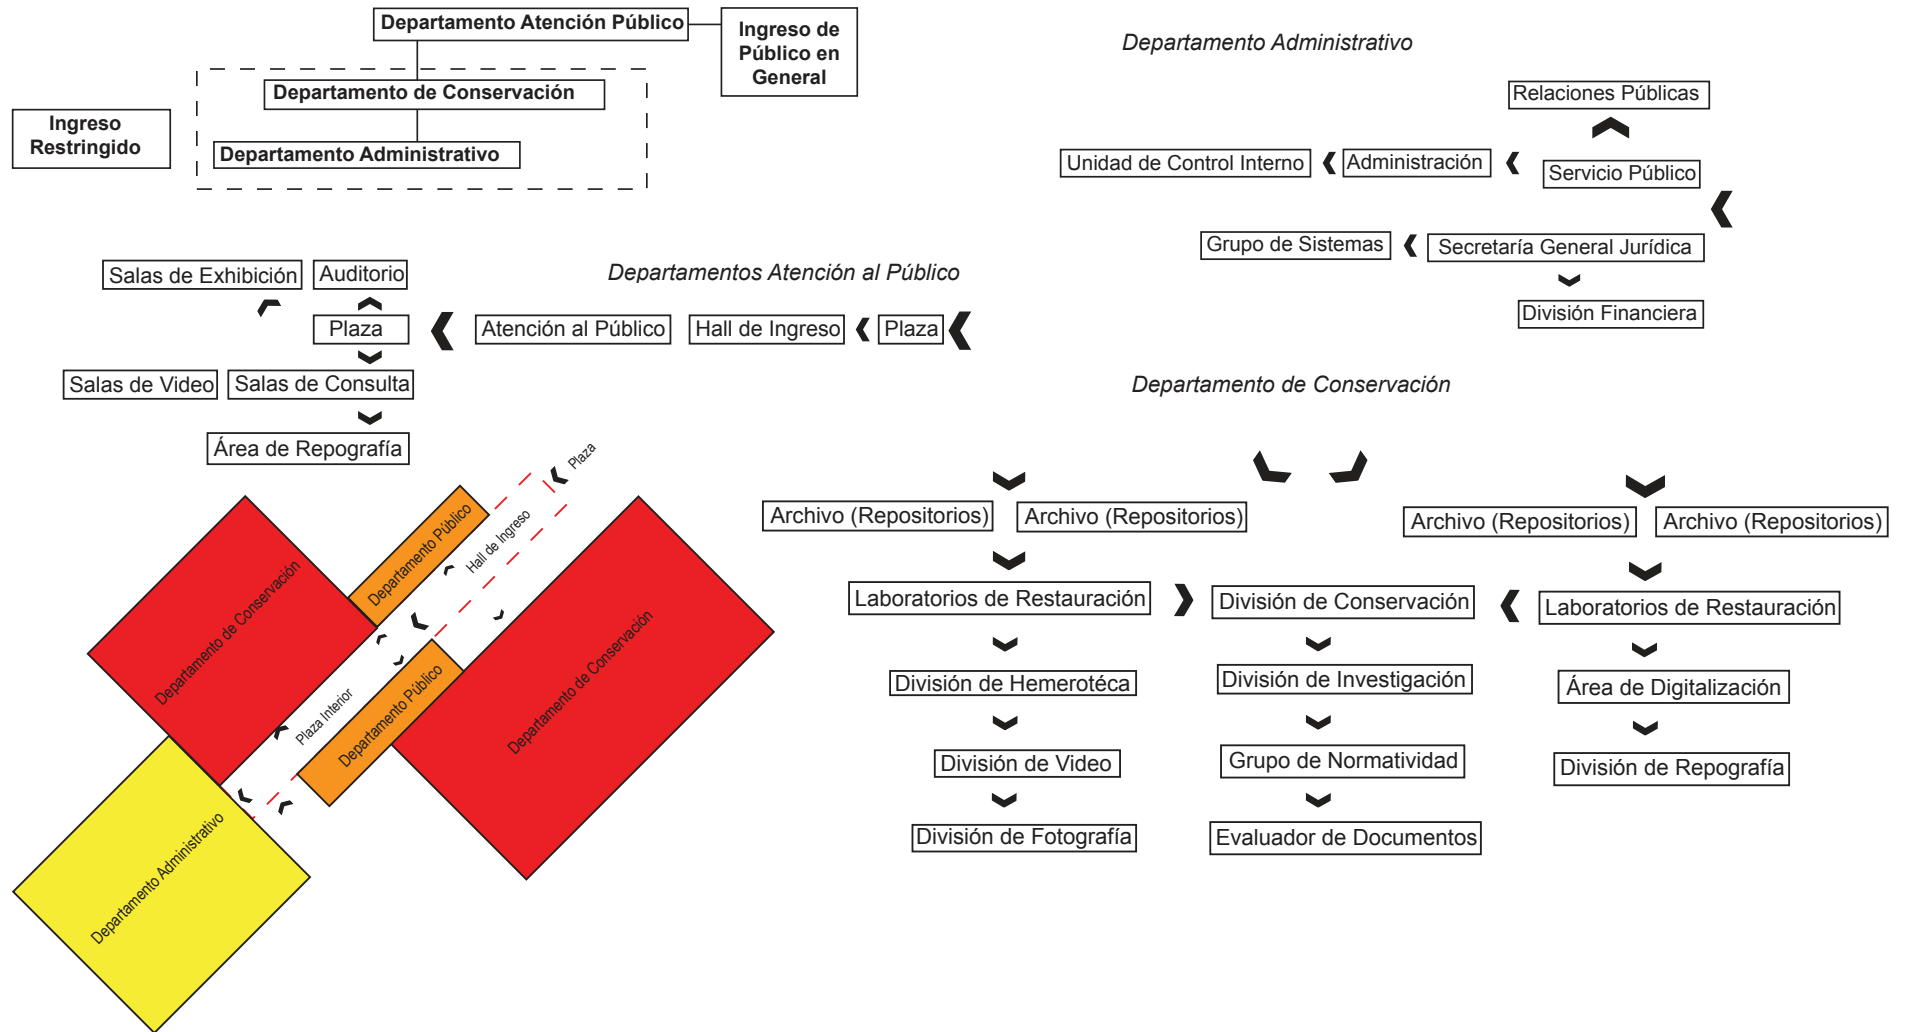 Departamento Atención Público
Ingreso de
Público en
General
Departamento de Conservación
Ingreso
Restringido
Departamento Administrativo
Departamento Administrativo
Relaciones Públicas
Unidad de Control Interno
Administración
Servicio Público
Grupo de Sistemas
Secretaría General Jurídica
División Financiera
Departamentos Atención al Público
Salas de Exhibición
Auditorio
Plaza
Atención al Público
Hall de Ingreso
Plaza
Salas de Video
Salas de Consulta
Área de Repografía
Departamento de Conservación
Archivo (Repositorios)
Archivo (Repositorios)
Archivo (Repositorios)
Archivo (Repositorios)
Laboratorios de Restauración
División de Conservación
Laboratorios de Restauración
División de Hemerotéca
División de Investigación
Área de Digitalización
División de Video
Grupo de Normatividad
División de Repografía
División de Fotografía
Evaluador de Documentos
Plaza
Hall de Ingreso
Departamento Público
Departamento de Conservación
Departamento de Conservación
Plaza Interior
Departamento Público
Departamento Administrativo